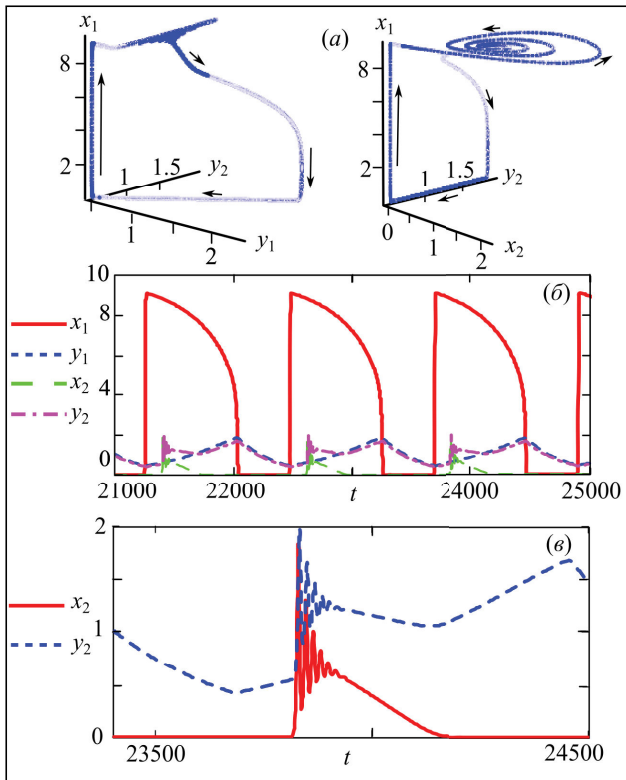 x₁ (а) x₁
8 8
2 1 1.5 y₂ 2 1 1.5 y₂
1 2 y₁ 0 1 2 x₂
10 (б)
8
x₁
y₁
x₂
y₂
4
0
21000 22000 t 24000 25000
2 (в)
x₂
y₂
1
0
23500 t 24500